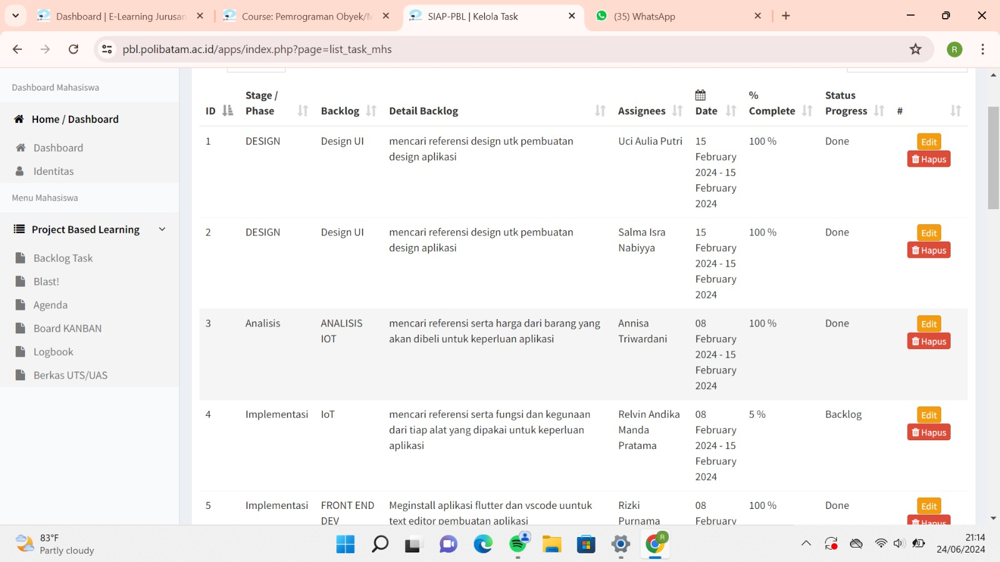 Dashboard | E-Learning Jurusan
Course: Pemrograman Obyek/M
SIAP-PBL | Kelola Task
(35) WhatsApp
pbl.polibatam.ac.id/apps/index.php?page=list_task_mhs
R
Dashboard Mahasiswa
Home / Dashboard
Dashboard
Identitas
Menu Mahasiswa
Project Based Learning
Backlog Task
Blast!
Agenda
Board KANBAN
Logbook
Berkas UTS/UAS
ID
Stage /
Phase
Backlog
Detail Backlog
Assignees
Date
%
Complete
Status
Progress
#
1
DESIGN
Design UI
mencari referensi design utk pembuatan
design aplikasi
Uci Aulia Putri
15
February
2024 - 15
February
2024
100 %
Done
Edit
Hapus
2
DESIGN
Design UI
mencari referensi design utk pembuatan
design aplikasi
Salma Isra
Nabiyya
15
February
2024 - 15
February
2024
100 %
Done
Edit
Hapus
3
Analisis
ANALISIS
IOT
mencari referensi serta harga dari barang yang
akan dibeli untuk keperluan aplikasi
Annisa
Triwardani
08
February
2024 - 15
February
2024
100 %
Done
Edit
Hapus
4
Implementasi
IoT
mencari referensi serta fungsi dan kegunaan
dari tiap alat yang dipakai untuk keperluan
aplikasi
Relvin Andika
Manda
Pratama
08
February
2024 - 15
February
2024
5 %
Backlog
Edit
Hapus
5
Implementasi
FRONT END
DEV
Meginstall aplikasi flutter dan vscode uuntuk
text editor pembuatan aplikasi
Rizki
Purnama
08
February
100 %
Done
Edit
Hapus
83°F
Partly cloudy
R
21:14
24/06/2024